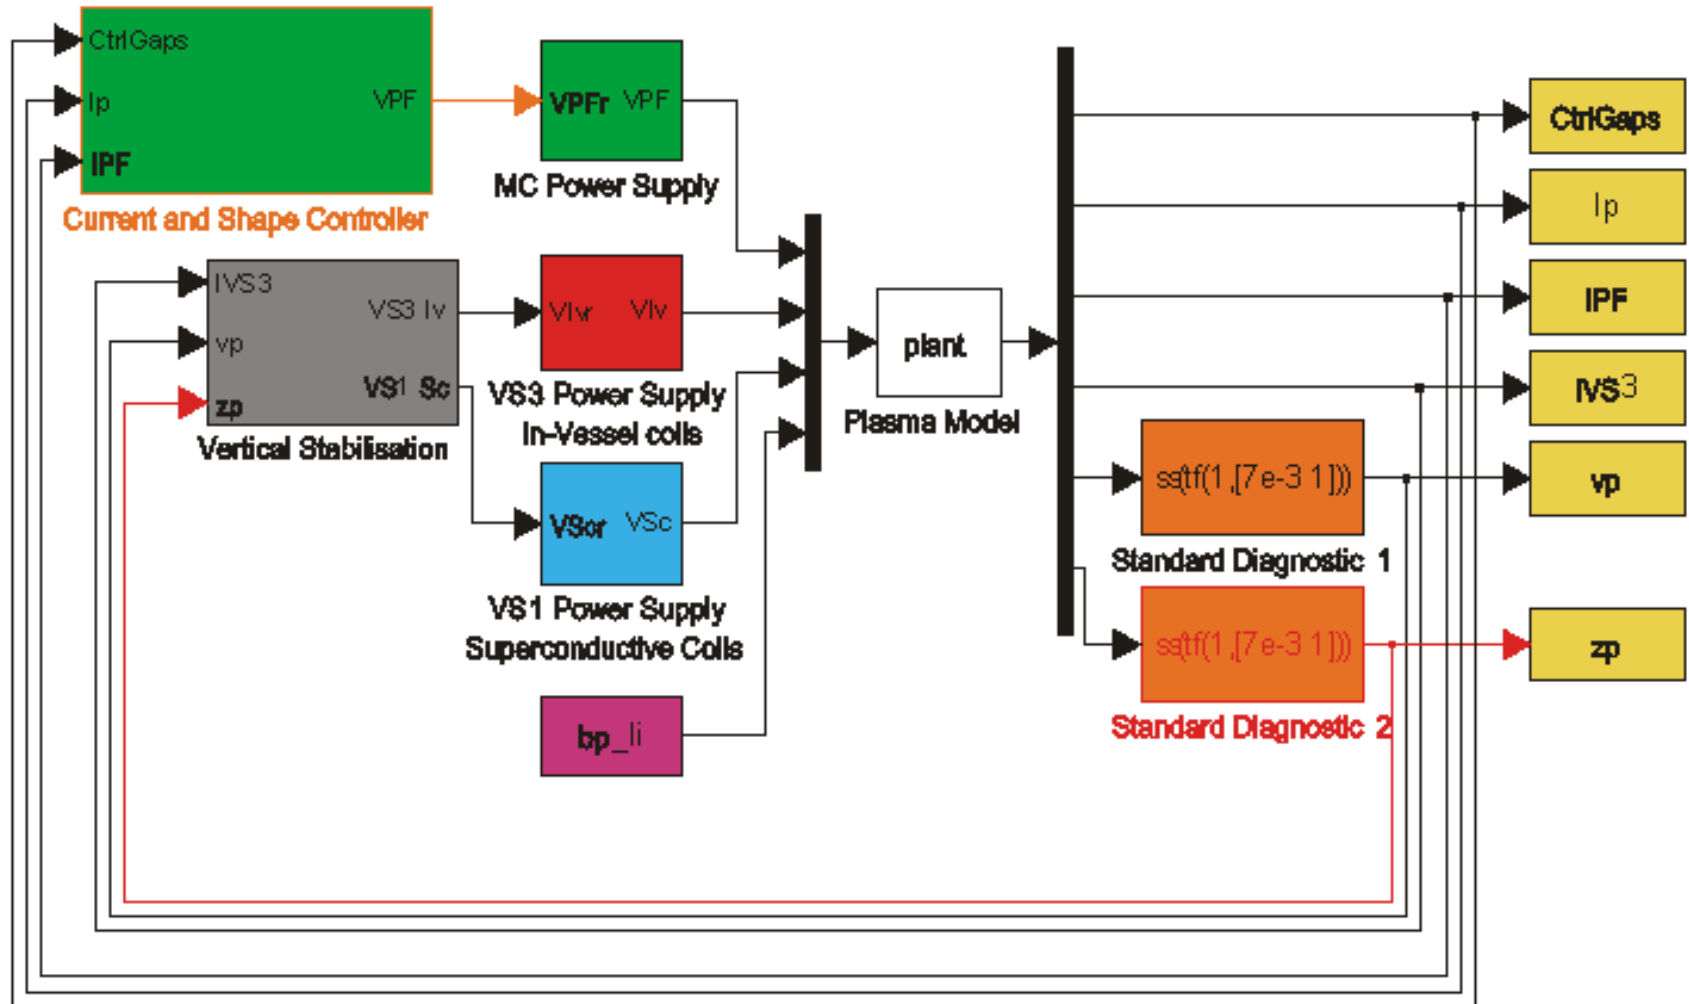 CtrlGaps
Ip
IPF
VPF
Current and Shape Controller
VPFr VPF
MC Power Supply
IVS3
vp
zp
VS3 Iv
VS1 Sc
Vertical Stabilisation
VIvr VIv
VS3 Power Supply
In-Vessel coils
VScr VSc
VS1 Power Supply
Superconductive Coils
bp_li
plant
Plasma Model
ss(tf(1,[7e-3 1]))
Standard Diagnostic 1
ss(tf(1,[7e-3 1]))
Standard Diagnostic 2
CtrlGaps
Ip
IPF
IVS3
vp
zp